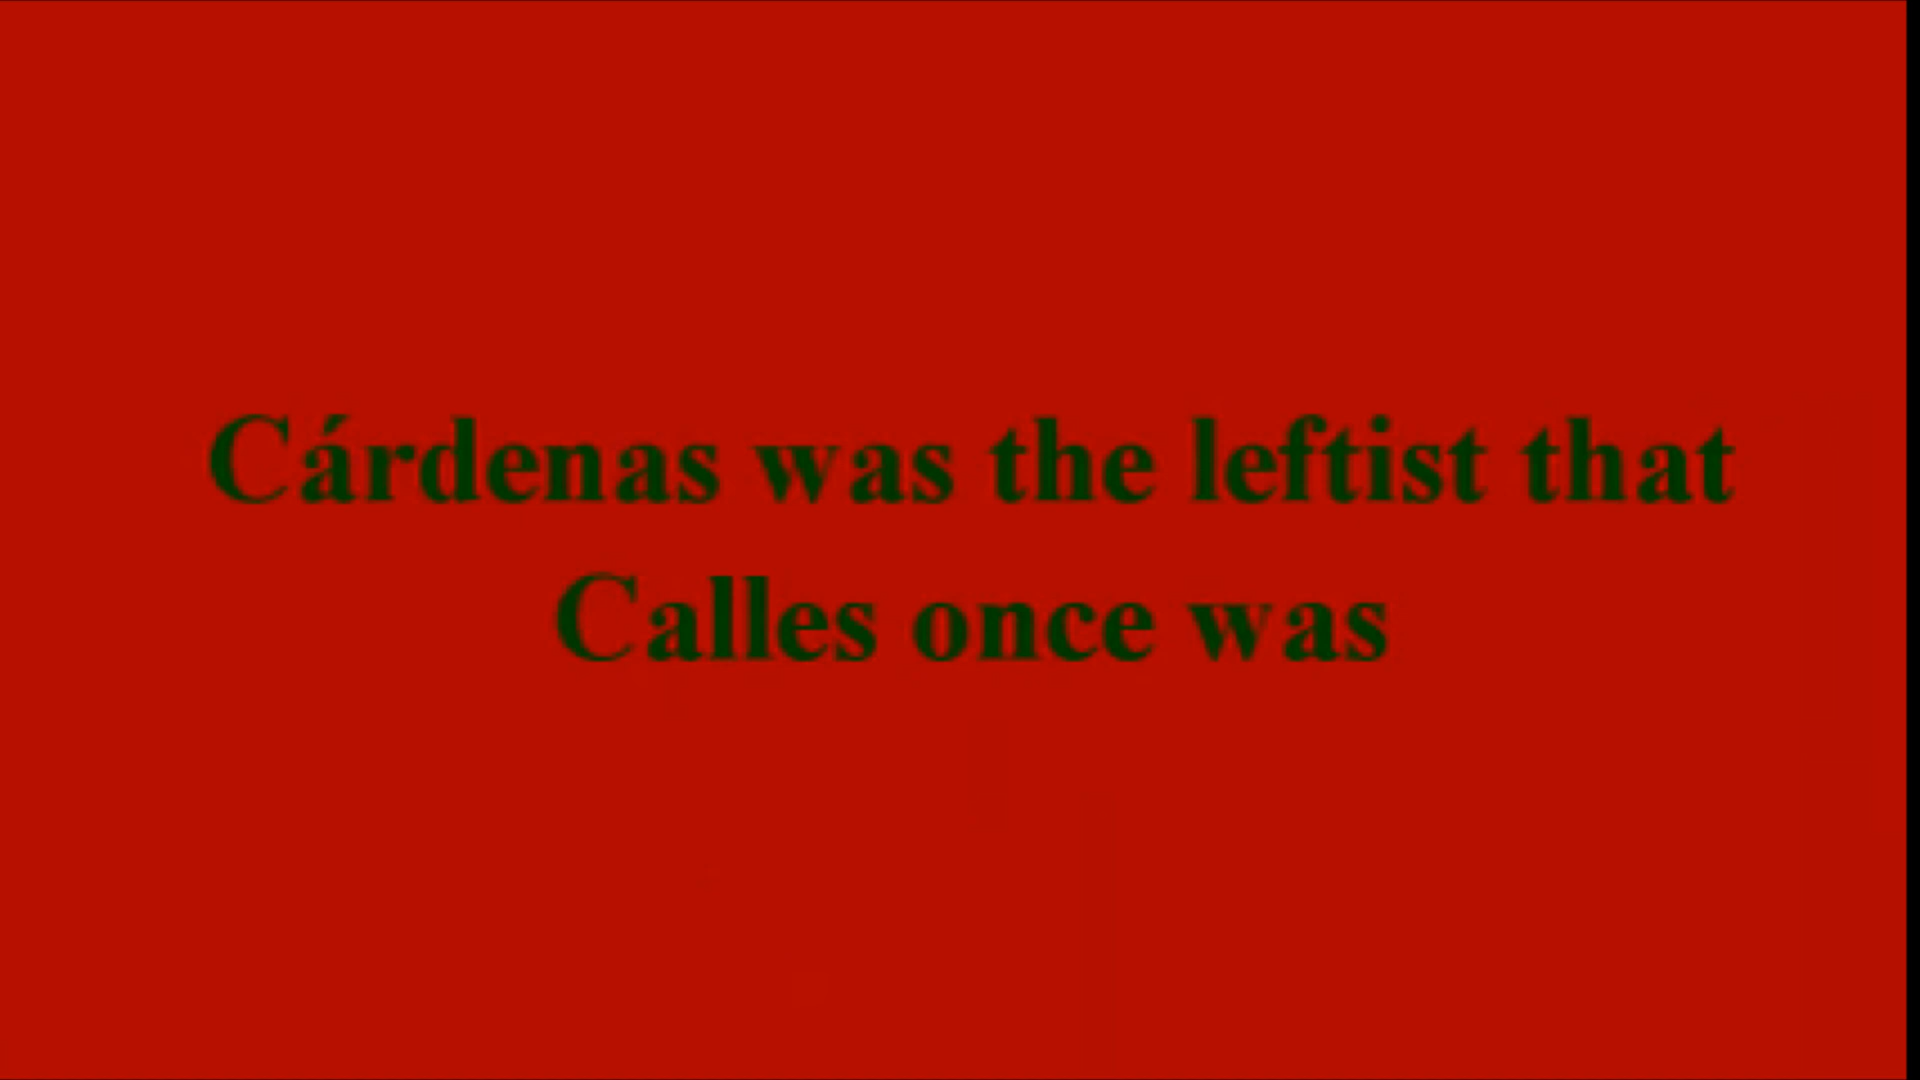 Cárdenas was the leftist that
Calles once was